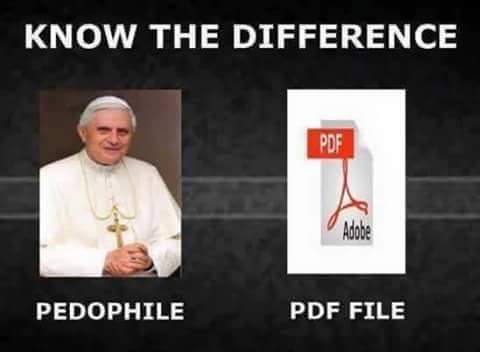 KNOW THE DIFFERENCE
PDF
Adobe
PEDOPHILE
PDF FILE